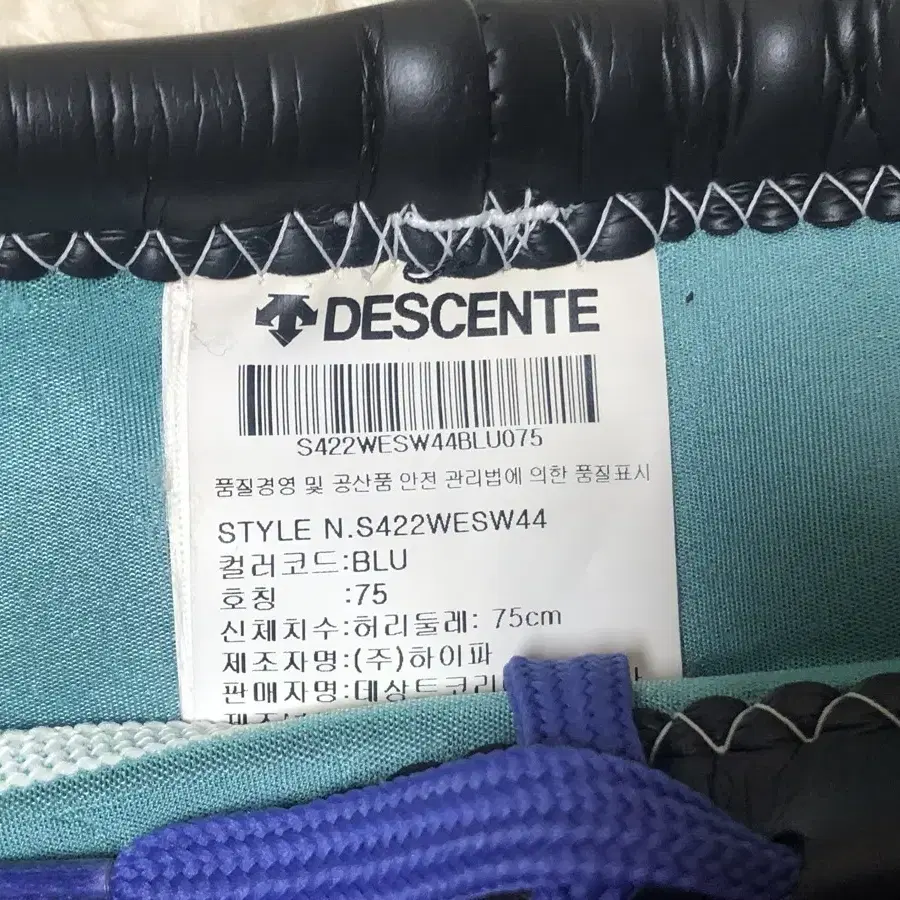 DESCENTE
S422WESW44BLU075
품질경영 및 공산품 안전 관리법에 의한 품질표시
STYLE N.S422WESW44
컬러코드:BLU
호칭 :75
신체치수:허리둘레: 75cm
제조자명:(주)하이파
판매자명:데상트코리